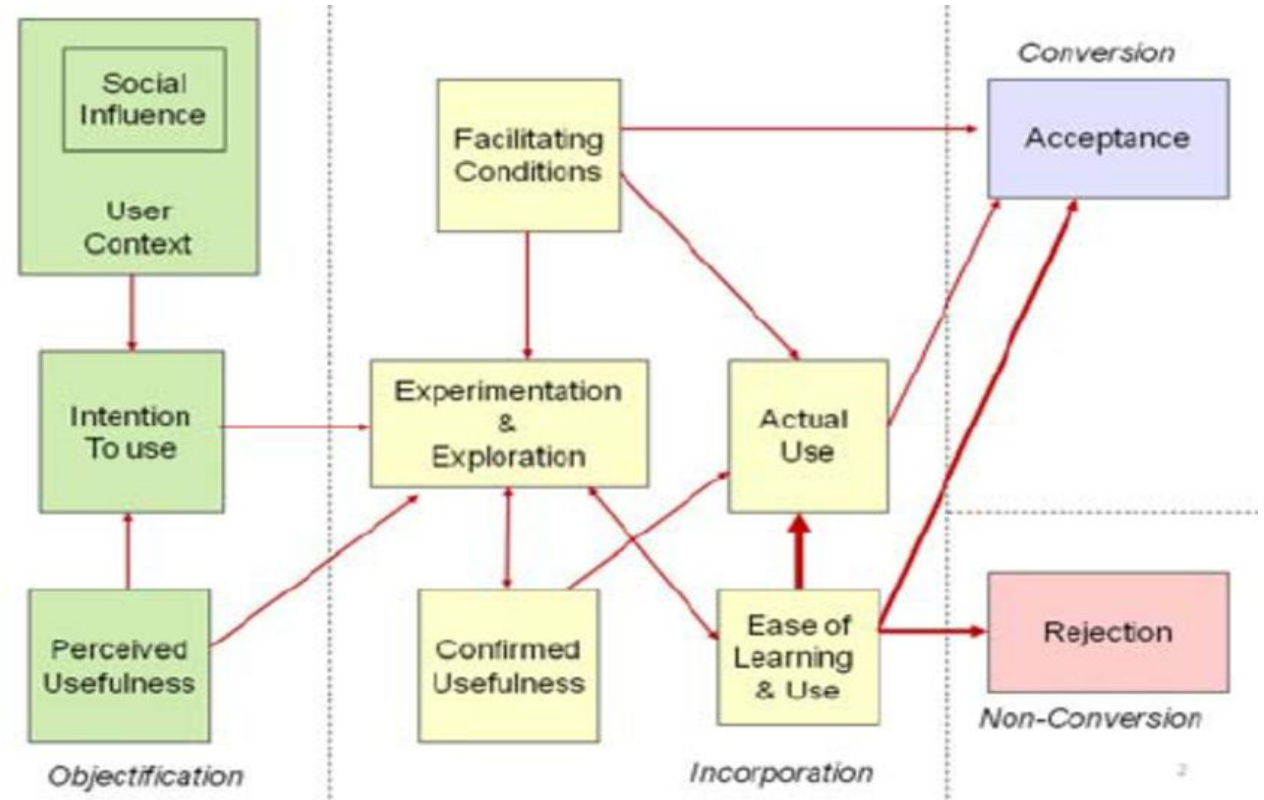 Social
Influence
User
Context
Intention
To use
Perceived
Usefulness
Objectification
Facilitating
Conditions
Experimentation
&
Exploration
Actual
Use
Confirmed
Usefulness
Ease of
Learning
& Use
Incorporation
Conversion
Acceptance
Rejection
Non-Conversion
2